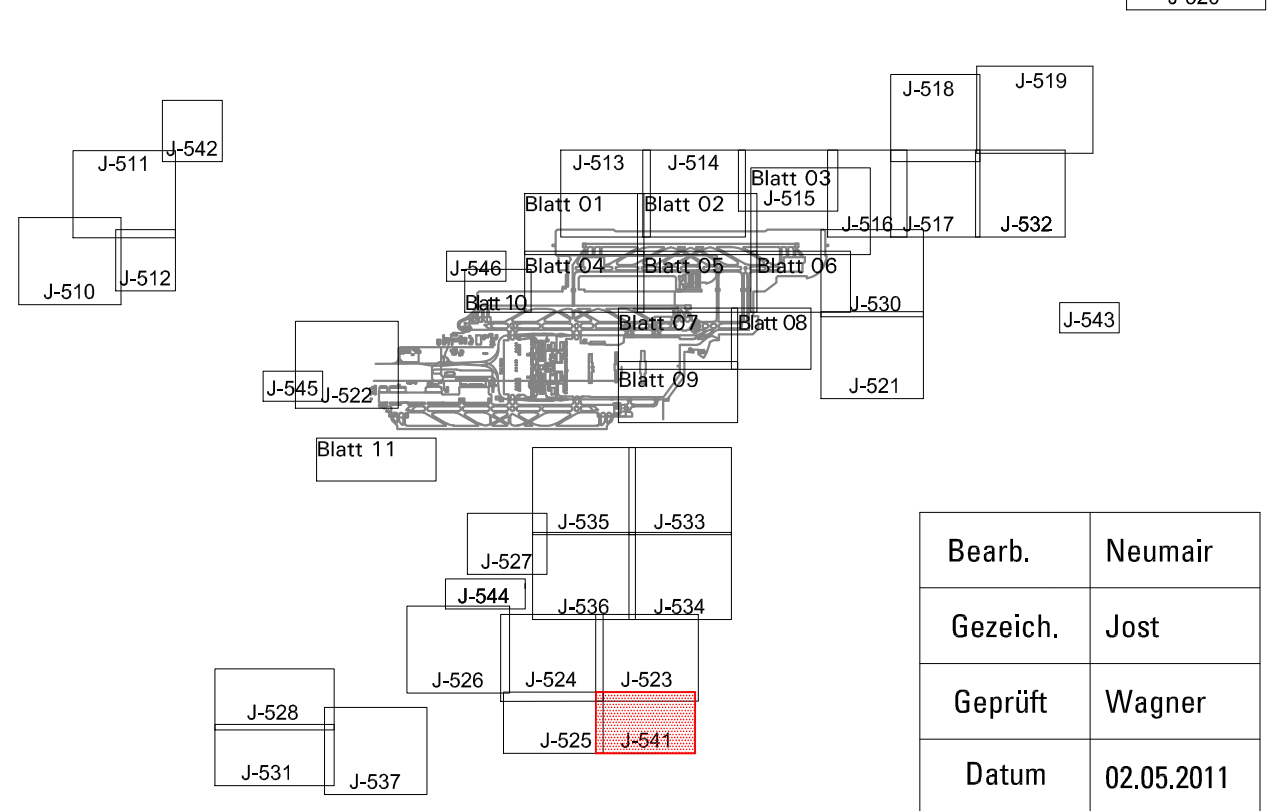 J-519
J-518
J-542
J-511
J-513
J-514
Blatt 03
J-515
Blatt 01
Blatt 02
J-516
J-517
J-532
J-546
Blatt 04
Blatt 05
Blatt 06
J-512
J-510
Blatt 10
J-530
Blatt 07
Blatt 08
J-543
J-545
J-522
Blatt 09
J-521
Blatt 11
J-535
J-533
J-527
J-544
J-536
J-534
J-526
J-524
J-523
J-528
J-525
J-541
J-531
J-537
Bearb. Neumair
Gezeich. Jost
Geprüft Wagner
Datum 02.05.2011